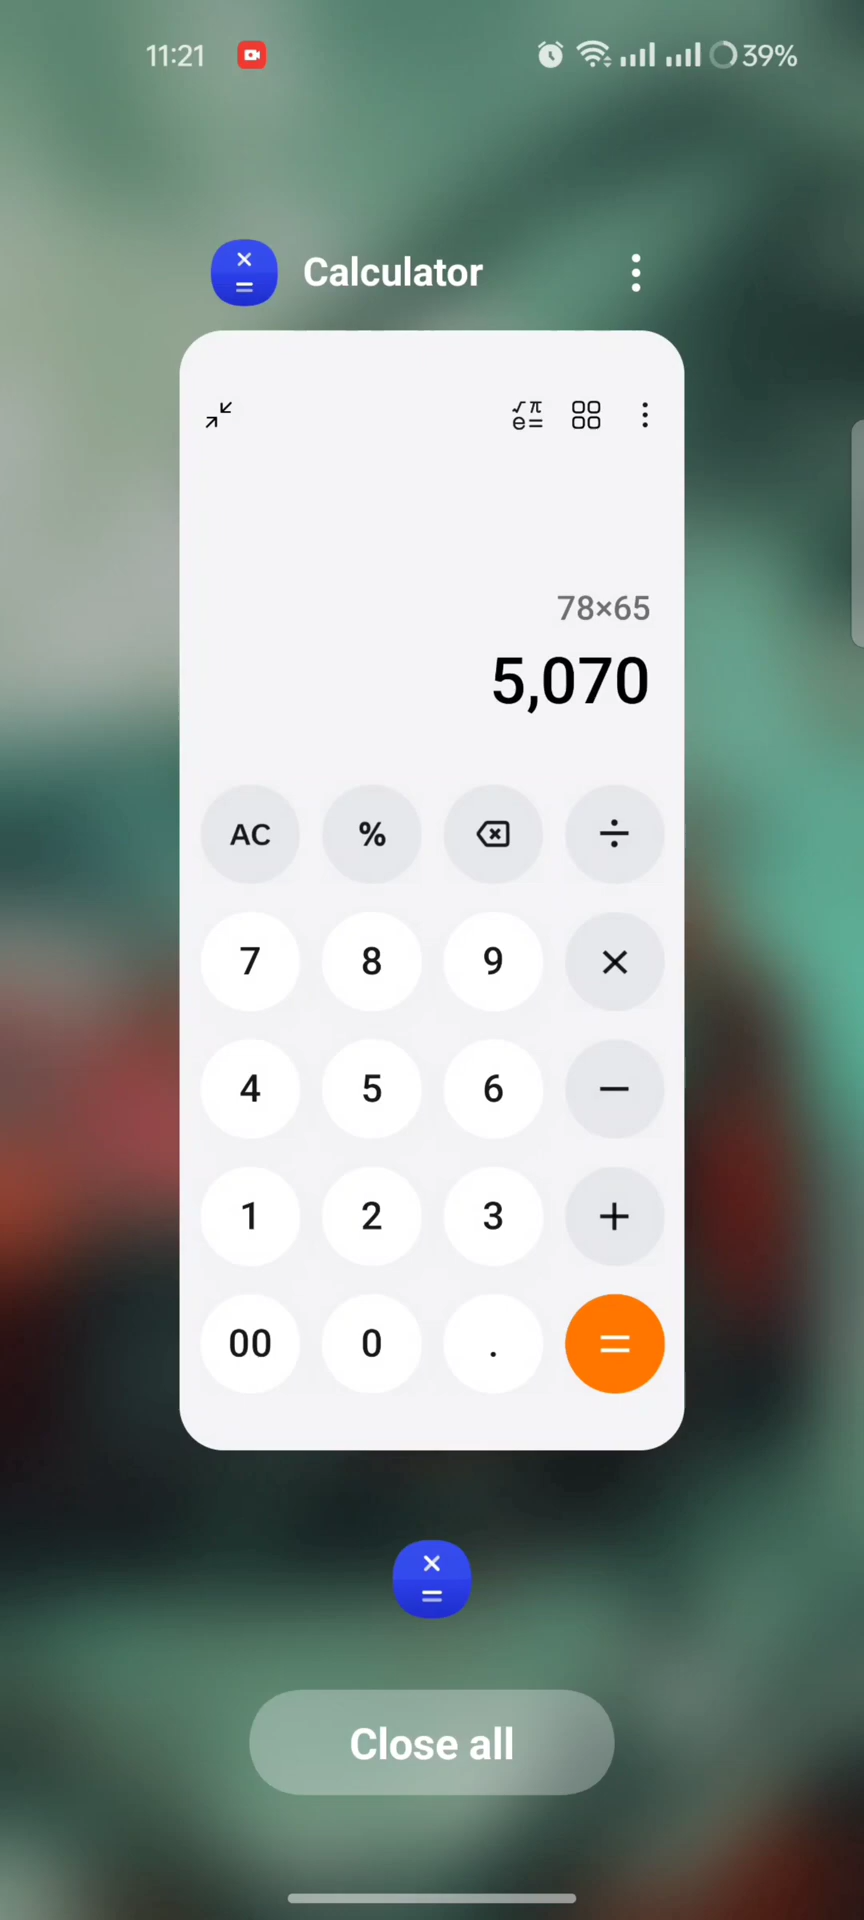 11:21 39%
Calculator
√π
e=
78×65
5,070
AC % ÷
7 8 9 ×
4 5 6 −
1 2 3 +
00 0 . =
Close all